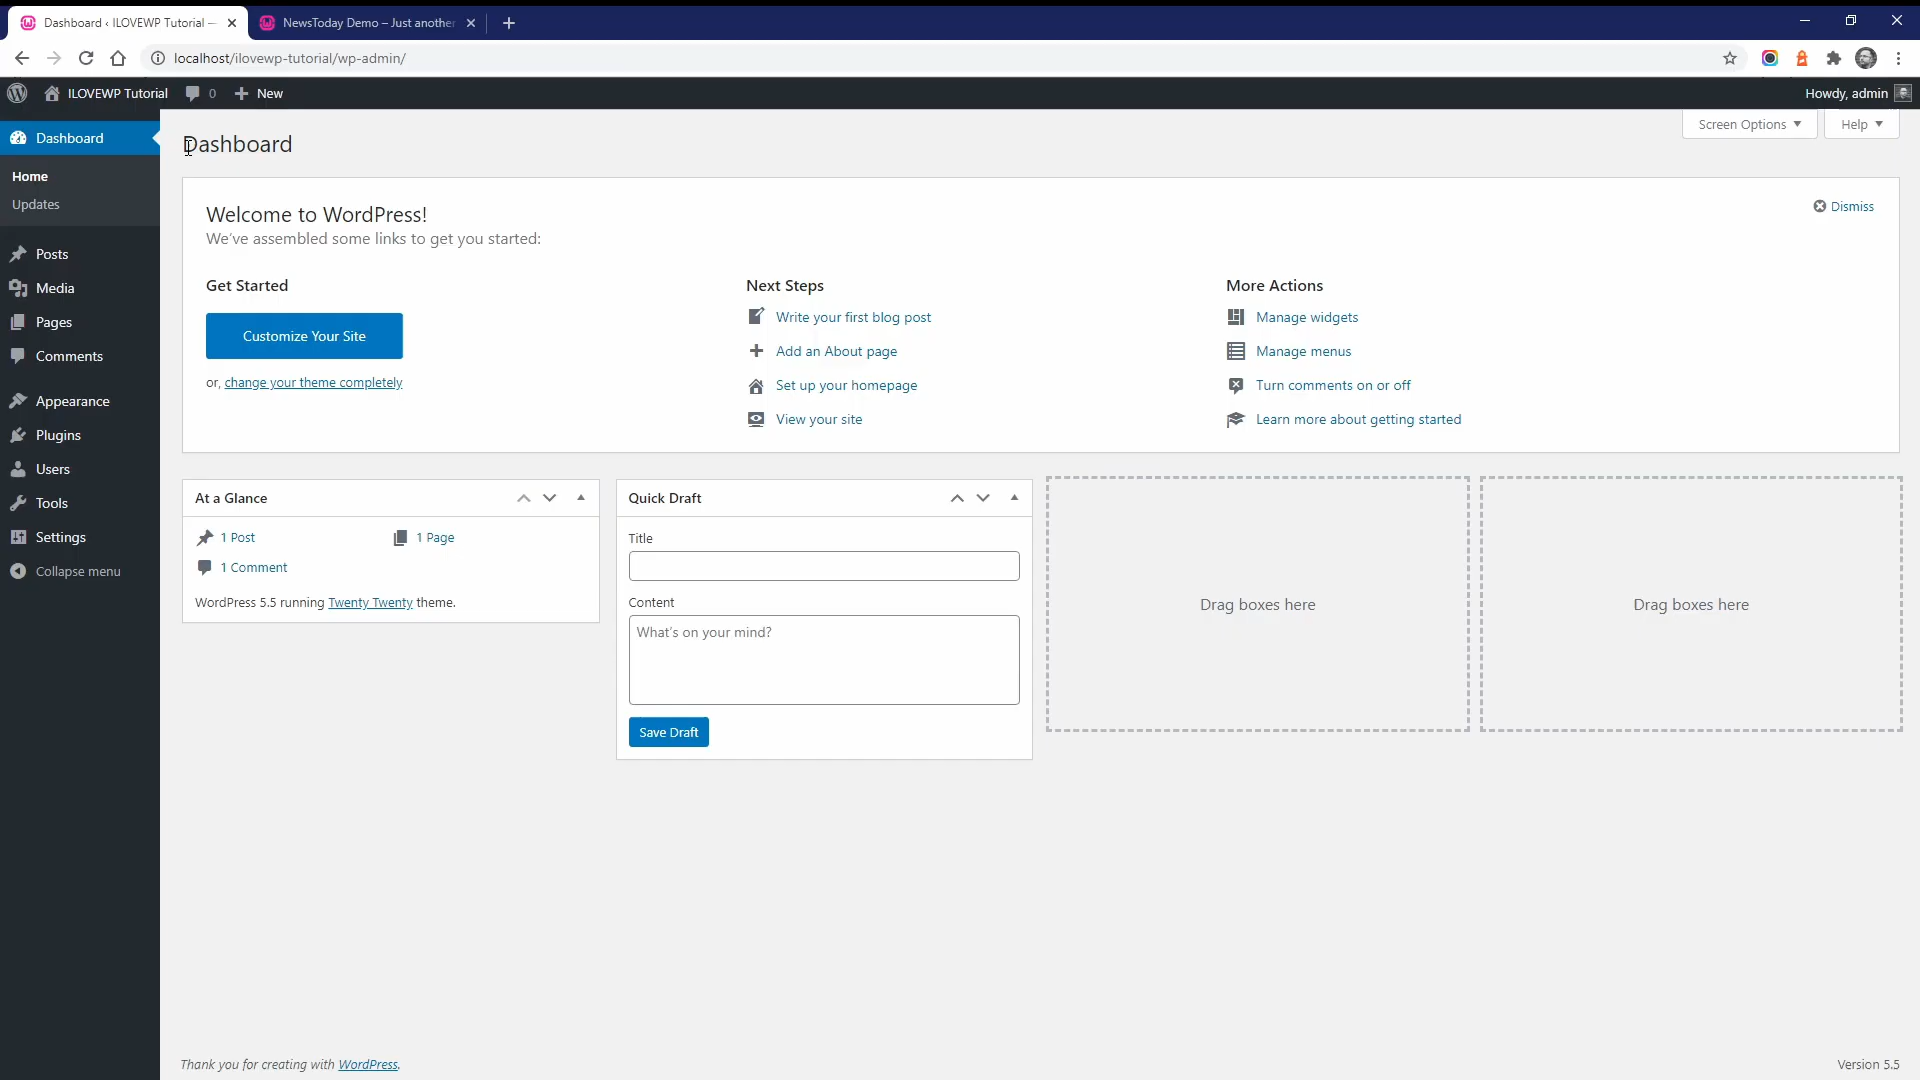 Dashboard ‹ ILOVEWP Tutorial —
NewsToday Demo – Just another
localhost/ilovewp-tutorial/wp-admin/
ILOVEWP Tutorial
0
New
Howdy, admin
Dashboard
Home
Updates
Posts
Media
Pages
Comments
Appearance
Plugins
Users
Tools
Settings
Collapse menu
Screen Options
Help
Dashboard
Welcome to WordPress!
We've assembled some links to get you started:
Dismiss
Get Started
Customize Your Site
or, change your theme completely
Next Steps
Write your first blog post
Add an About page
Set up your homepage
View your site
More Actions
Manage widgets
Manage menus
Turn comments on or off
Learn more about getting started
At a Glance
1 Post
1 Page
1 Comment
WordPress 5.5 running Twenty Twenty theme.
Quick Draft
Title
Content
What's on your mind?
Save Draft
Drag boxes here
Drag boxes here
Thank you for creating with WordPress.
Version 5.5